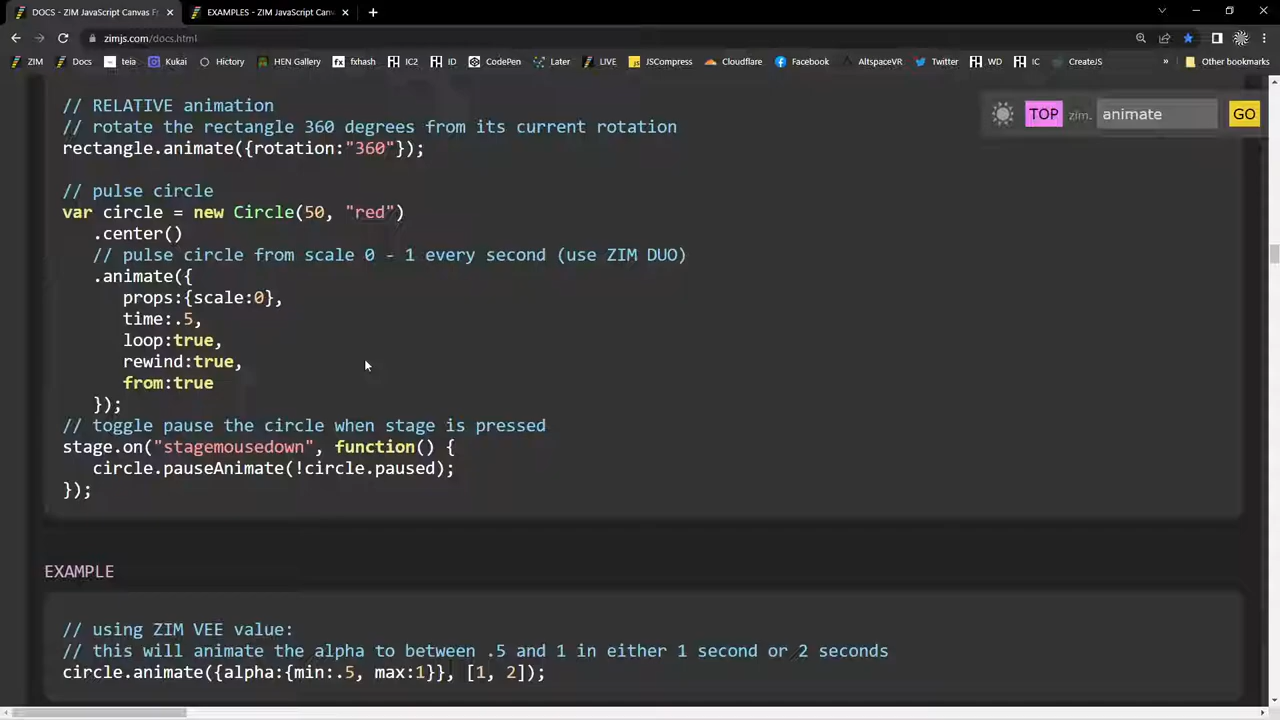 DOCS - ZIM JavaScript Canvas Fr
EXAMPLES - ZIM JavaScript Canv
zimjs.com/docs.html
ZIM Docs teia Kukai Hictory HEN Gallery fxhash IC2 ID CodePen Later LIVE JSCompress Cloudflare Facebook AltspaceVR Twitter WD IC CreateJS » Other bookmarks
TOP zim. animate GO
// RELATIVE animation
// rotate the rectangle 360 degrees from its current rotation
rectangle.animate({rotation:"360"});
// pulse circle
var circle = new Circle(50, "red")
.center()
// pulse circle from scale 0 - 1 every second (use ZIM DUO)
.animate({
props:{scale:0},
time:.5,
loop:true,
rewind:true,
from:true
});
// toggle pause the circle when stage is pressed
stage.on("stagemousedown", function() {
circle.pauseAnimate(!circle.paused);
});
EXAMPLE
// using ZIM VEE value:
// this will animate the alpha to between .5 and 1 in either 1 second or 2 seconds
circle.animate({alpha:{min:.5, max:1}}, [1, 2]);